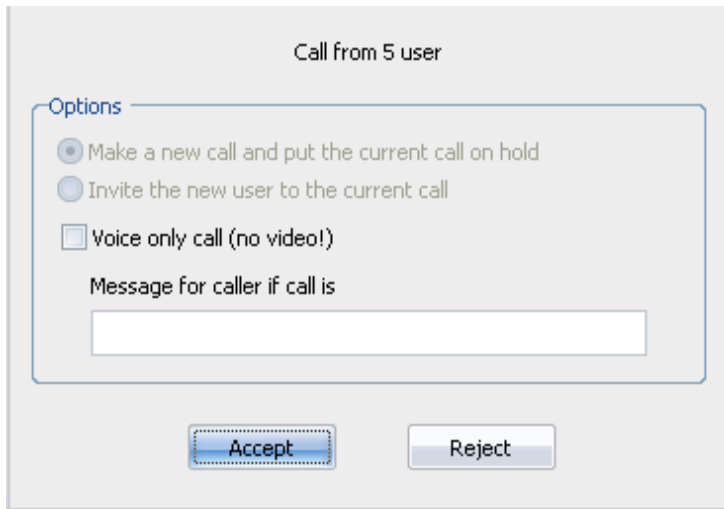 Call from 5 user
Options
Make a new call and put the current call on hold
Invite the new user to the current call
Voice only call (no video!)
Message for caller if call is
Accept
Reject